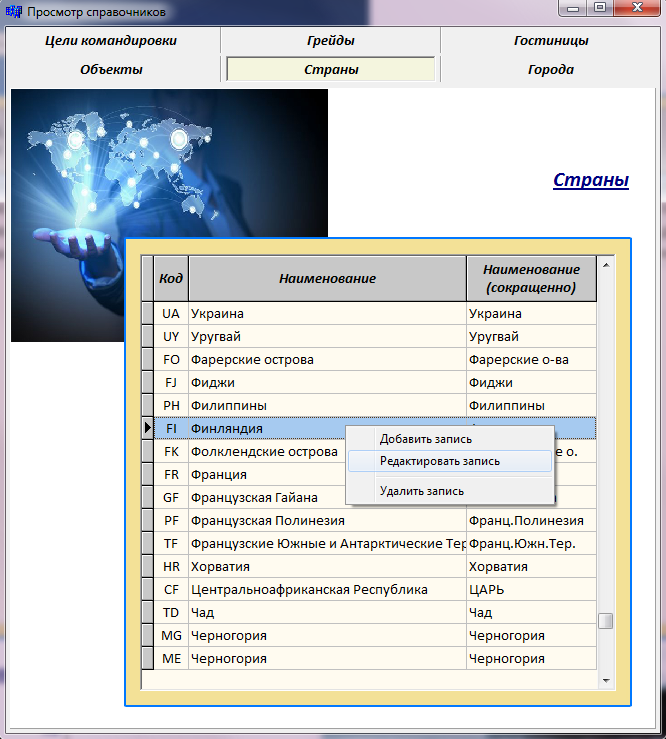 Просмотр справочников
Цели командировки Грейды Гостиницы
Объекты Страны Города
Страны
Код Наименование Наименование (сокращенно)
UA Украина Украина
UY Уругвай Уругвай
FO Фарерские острова Фарерские о-ва
FJ Фиджи Фиджи
PH Филиппины Филиппины
FI Финляндия
Добавить запись
FK Фолклендские острова е о.
Редактировать запись
FR Франция
GF Французская Гайана
Удалить запись
PF Французская Полинезия Франц.Полинезия
TF Французские Южные и Антарктические Тер Франц.Южн.Тер.
HR Хорватия Хорватия
CF Центральноафриканская Республика ЦАРЬ
TD Чад Чад
MG Черногория Черногория
ME Черногория Черногория